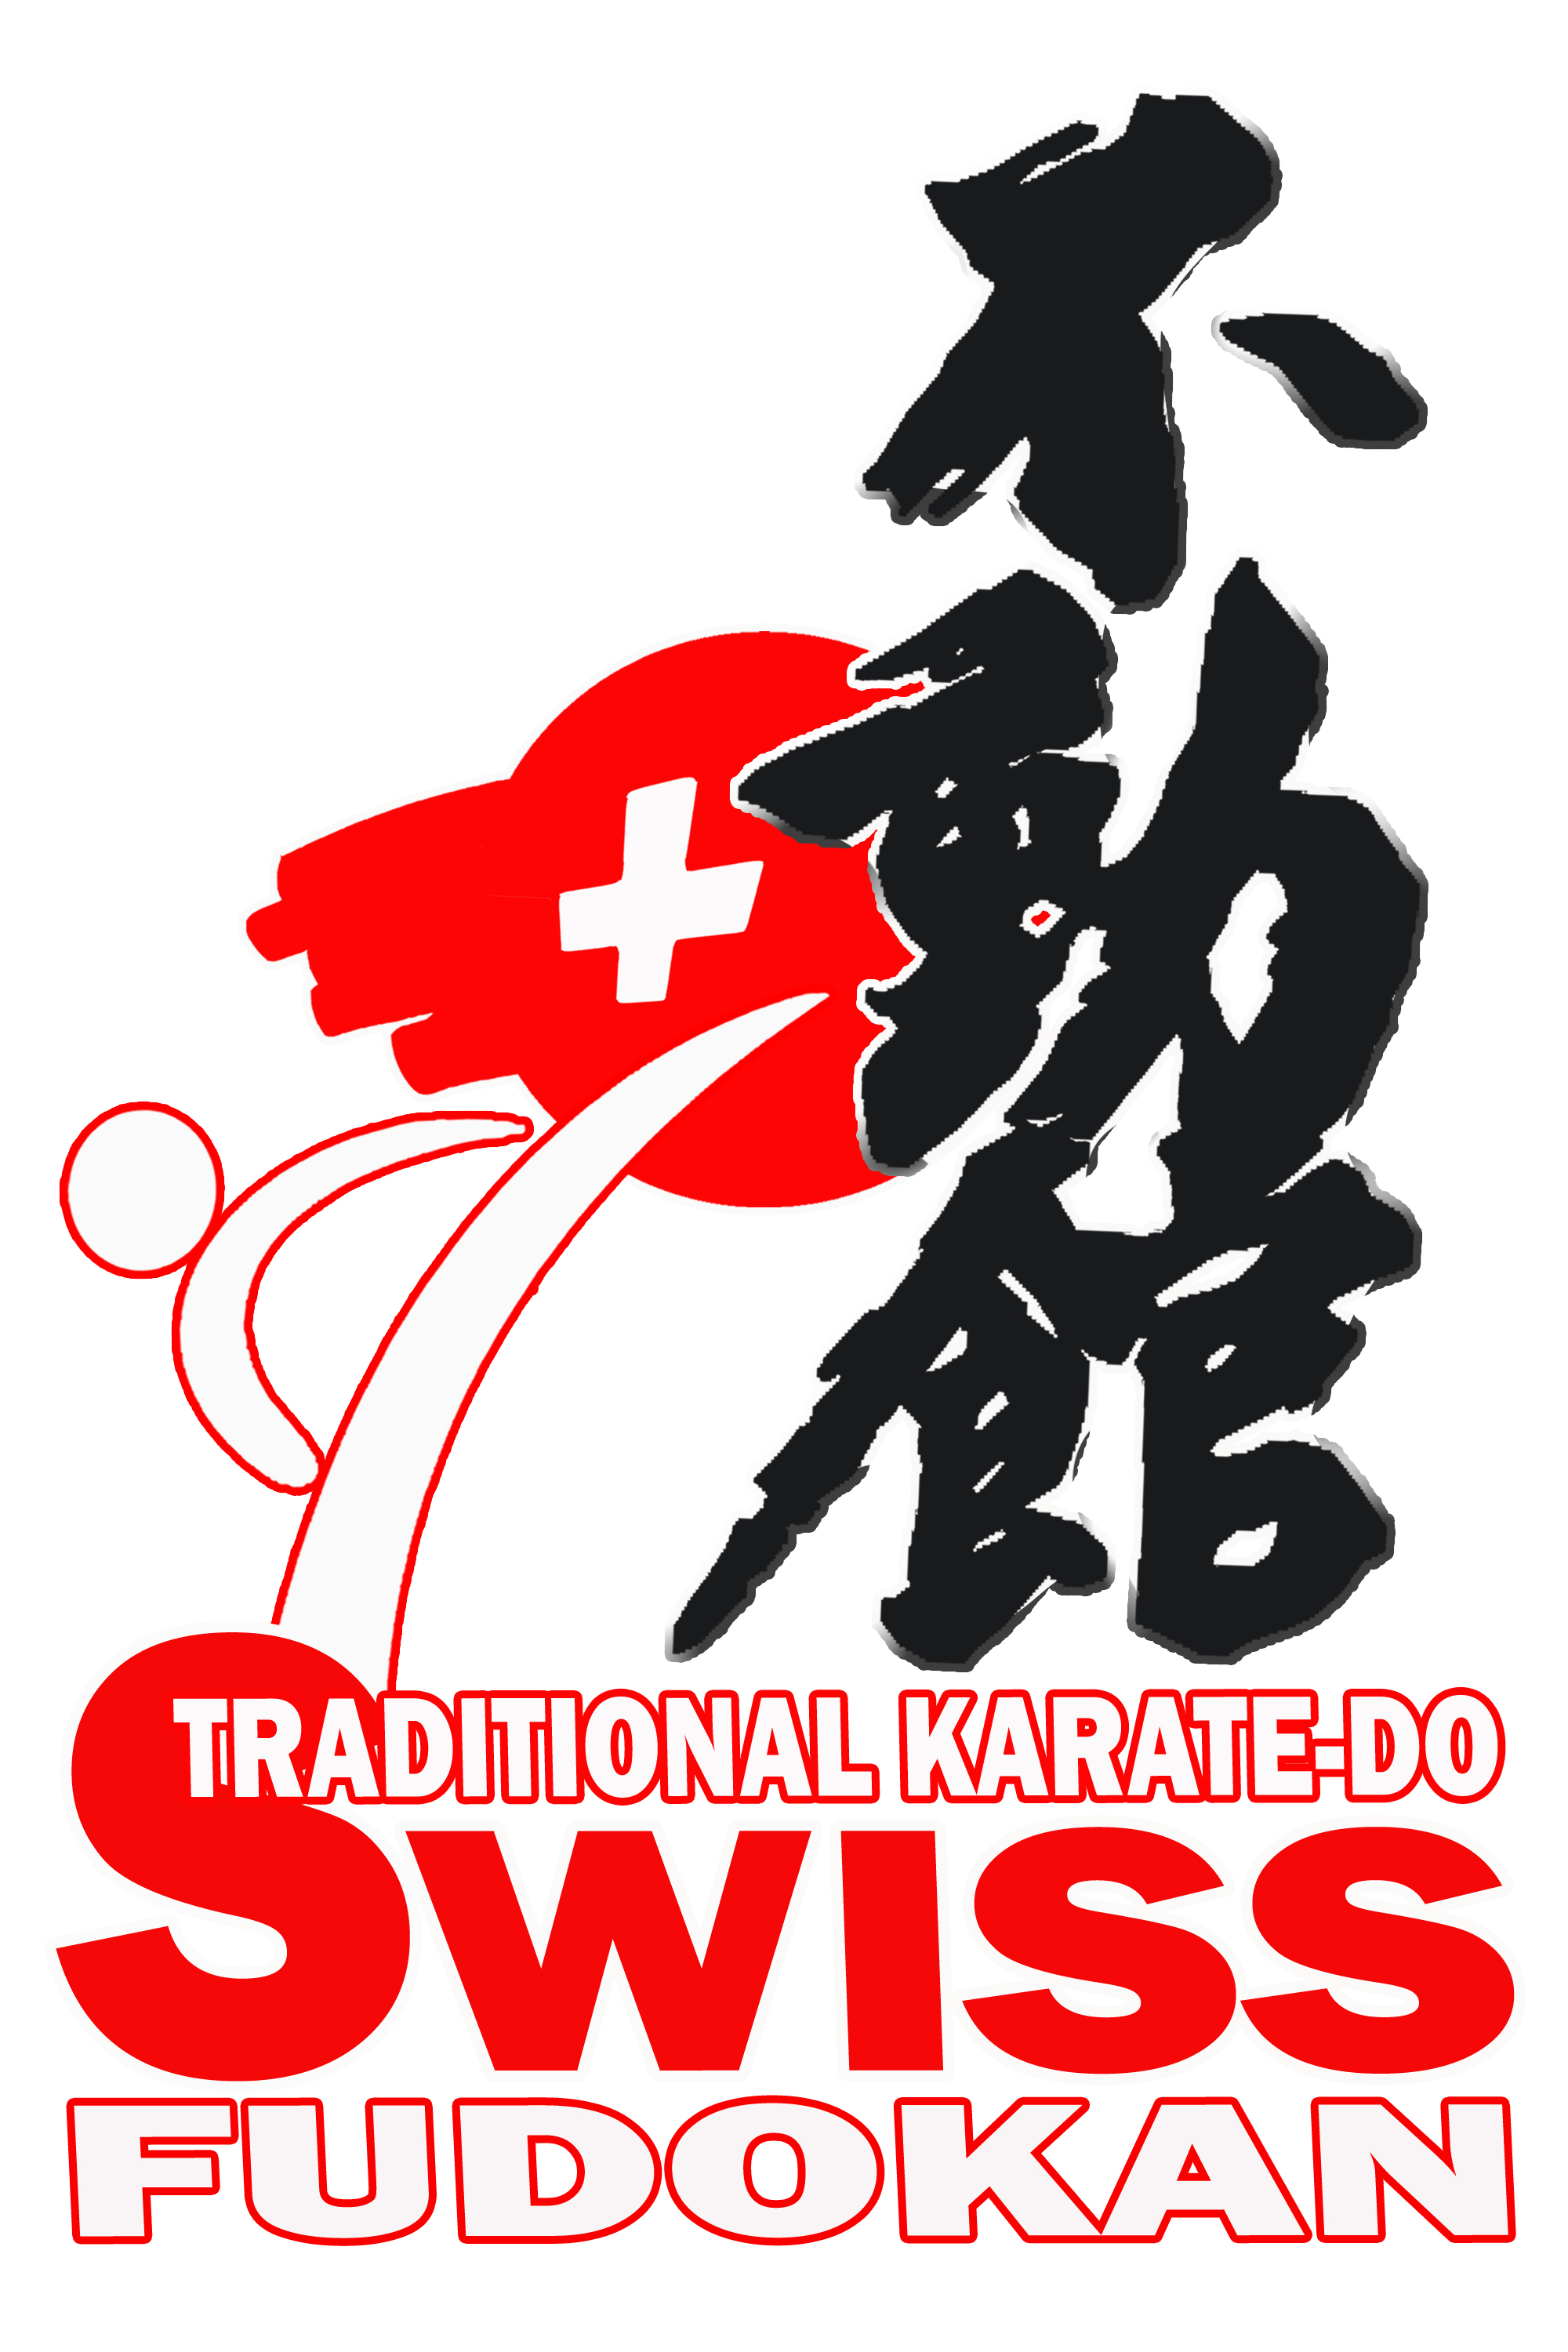 不動館
TRADITIONAL KARATE-DO
SWISS
FUDOKAN